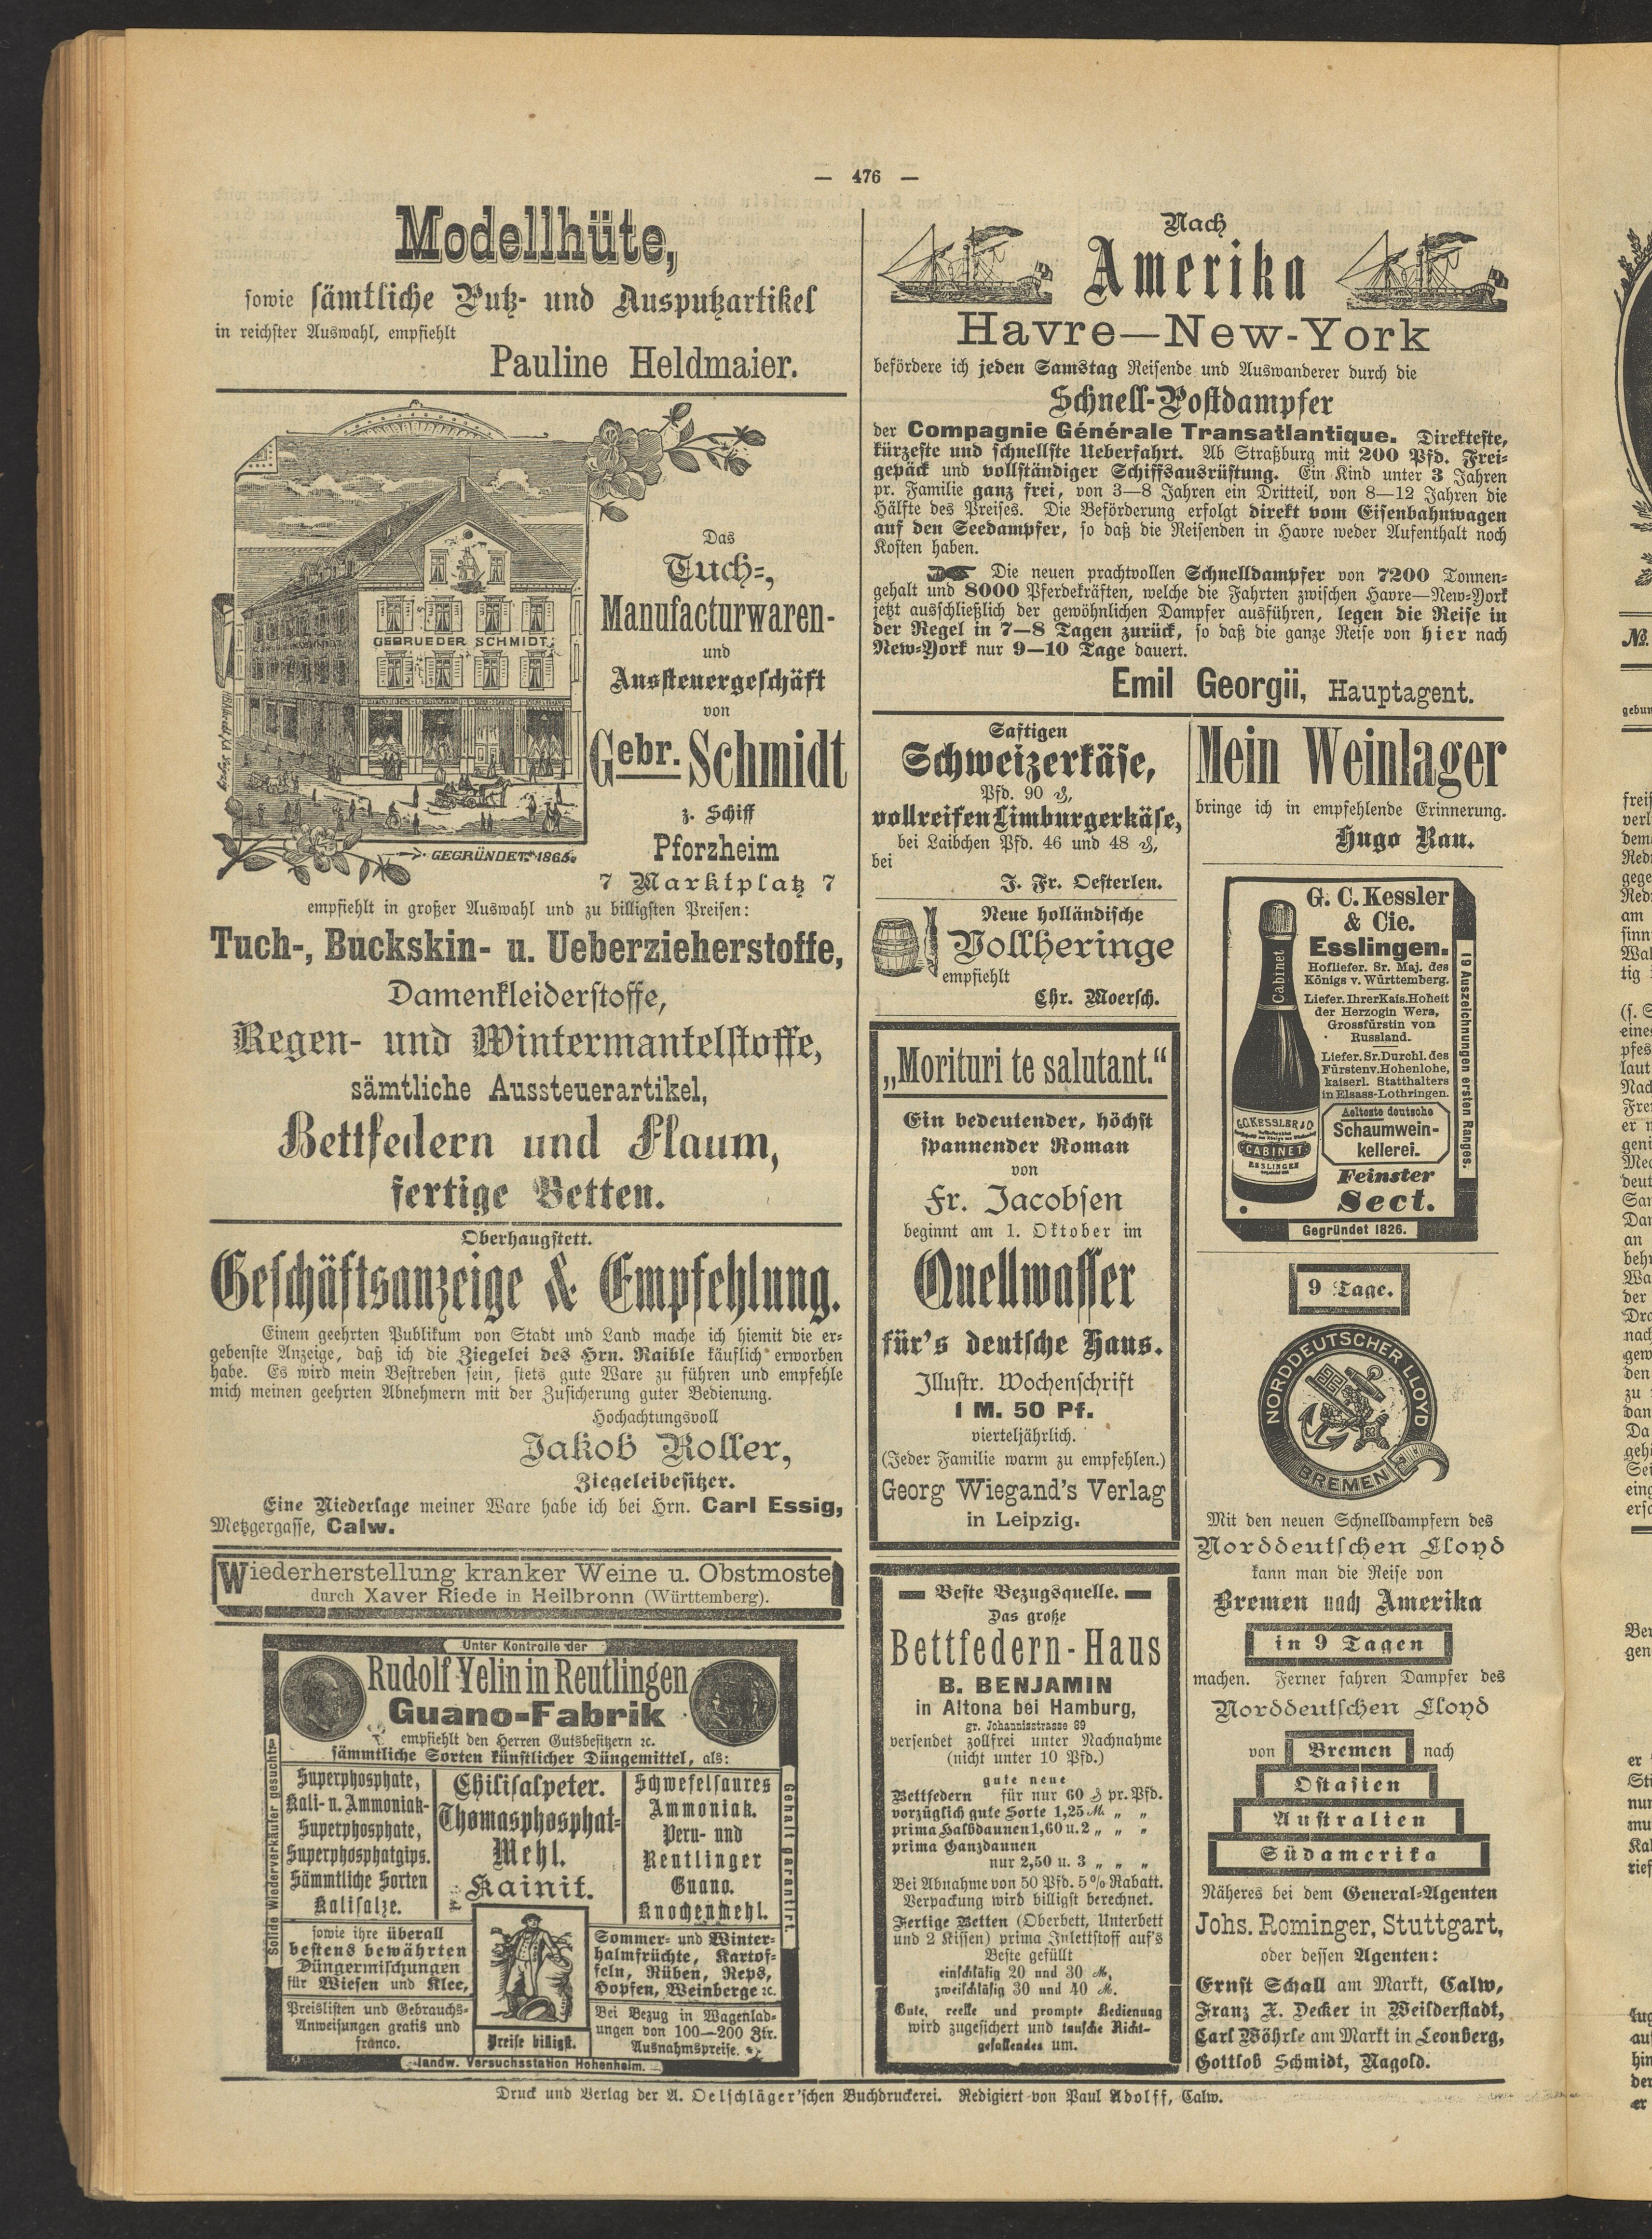 — 476 —
Modellhüte,
sowie sämtliche Putz- und Ausputzartikel
in reichster Auswahl, empfiehlt
Pauline Heldmaier.
GEBRUEDER SCHMIDT
GEGRÜNDET 1865.
Das
Tuch-,
Manufacturwaren-
und
Aussteuergeschäft
von
Gebr. Schmidt
z. Schiff
Pforzheim
7 Marktplatz 7
empfiehlt in großer Auswahl und zu billigsten Preisen:
Tuch-, Buckskin- u. Ueberzieherstoffe,
Damenkleiderstoffe,
Regen- und Wintermantelstoffe,
sämtliche Aussteuerartikel,
Bettfedern und Flaum,
fertige Betten.
Oberhaugstett.
Geschäftsanzeige & Empfehlung.
Einem geehrten Publikum von Stadt und Land mache ich hiemit die er-
gebenste Anzeige, daß ich die Ziegelei des Hrn. Raible käuflich erworben
habe. Es wird mein Bestreben sein, stets gute Ware zu führen und empfehle
mich meinen geehrten Abnehmern mit der Zusicherung guter Bedienung.
Hochachtungsvoll
Jakob Roller,
Ziegeleibesitzer.
Eine Niederlage meiner Ware habe ich bei Hrn. Carl Essig,
Metzgergasse, Calw.
Wiederherstellung kranker Weine u. Obstmoste
durch Xaver Riede in Heilbronn (Württemberg).
Unter Kontrolle der
Rudolf Yelin in Reutlingen
Guano-Fabrik
empfiehlt den Herren Gutsbesitzern ꝛc.
sämmtliche Sorten künstlicher Düngemittel, als:
Solide Wiederverkäufer gesucht.
Superphosphate,
Kali- u. Ammoniak-
Superphosphate,
Superphosphatgips.
Sämmtliche Sorten
Kalisalze.
Chilisalpeter.
Thomasphosphat-
Mehl.
Kainit.
Schwefelsaures
Ammoniak.
Peru- und
Reutlinger
Guano.
Knochenmehl.
Gehalt garantirt.
sowie ihre überall
bestens bewährten
Düngermischungen
für Wiesen und Klee,
Sommer- und Winter-
halmfrüchte, Kartof-
feln, Rüben, Reps,
Hopfen, Weinberge ꝛc.
Preislisten und Gebrauchs-
Anweisungen gratis und
franco.
Preise billigst.
Bei Bezug in Wagenlad-
ungen von 100—200 Ztr.
Ausnahmspreise.
landw. Versuchsstation Hohenheim.
Nach
Amerika
Havre—New-York
befördere ich jeden Samstag Reisende und Auswanderer durch die
Schnell-Postdampfer
der Compagnie Générale Transatlantique. Direkteste,
kürzeste und schnellste Ueberfahrt. Ab Straßburg mit 200 Pfd. Frei-
gepäck und vollständiger Schiffsausrüstung. Ein Kind unter 3 Jahren
pr. Familie ganz frei, von 3—8 Jahren ein Dritteil, von 8—12 Jahren die
Hälfte des Preises. Die Beförderung erfolgt direkt vom Eisenbahnwagen
auf den Seedampfer, so daß die Reisenden in Havre weder Aufenthalt noch
Kosten haben.
Die neuen prachtvollen Schnelldampfer von 7200 Tonnen-
gehalt und 8000 Pferdekräften, welche die Fahrten zwischen Havre—New-York
jetzt ausschließlich der gewöhnlichen Dampfer ausführen, legen die Reise in
der Regel in 7—8 Tagen zurück, so daß die ganze Reise von hier nach
New-York nur 9—10 Tage dauert.
Emil Georgii, Hauptagent.
Saftigen
Schweizerkäse,
Pfd. 90 ₰,
vollreifen Limburgerkäse,
bei Laibchen Pfd. 46 und 48 ₰,
bei
J. Fr. Oesterlen.
Neue holländische
Vollheringe
empfiehlt
Chr. Moersch.
„Morituri te salutant.“
Ein bedeutender, höchst
spannender Roman
von
Fr. Jacobsen
beginnt am 1. Oktober im
Quellwasser
für's deutsche Haus.
Illustr. Wochenschrift
1 M. 50 Pf.
vierteljährlich.
(Jeder Familie warm zu empfehlen.)
Georg Wiegand's Verlag
in Leipzig.
Beste Bezugsquelle.
Das große
Bettfedern-Haus
B. BENJAMIN
in Altona bei Hamburg,
gr. Johannisstrasse 89
versendet zollfrei unter Nachnahme
(nicht unter 10 Pfd.)
gute neue
Bettfedern für nur 60 ₰ pr. Pfd.
vorzüglich gute Sorte 1,25 M. „ „
prima Halbdaunen 1,60 u. 2 „ „ „
prima Ganzdaunen
nur 2,50 u. 3 „ „ „
Bei Abnahme von 50 Pfd. 5% Rabatt.
Verpackung wird billigst berechnet.
Fertige Betten (Oberbett, Unterbett
und 2 Kissen) prima Inlettstoff auf's
Beste gefüllt
einschläfig 20 und 30 M.
zweischläfig 30 und 40 M.
Gute, reelle und prompte Bedienung
wird zugesichert und tausche Nicht-
gefallendes um.
Mein Weinlager
bringe ich in empfehlende Erinnerung.
Hugo Rau.
Cabinet
G. C. KESSLER & Co
CABINET
ESSLINGEN
G. C. Kessler
& Cie.
Esslingen.
Hofliefer. Sr. Maj. des
Königs v. Württemberg.
Liefer. Ihrer Kais. Hoheit
der Herzogin Wera,
Grossfürstin von
Russland.
Liefer. Sr. Durchl. des
Fürsten v. Hohenlohe,
kaiserl. Statthalters
in Elsass-Lothringen.
Aelteste deutsche
Schaumwein-
kellerei.
Feinster
Sect.
Gegründet 1826.
19 Auszeichnungen ersten Ranges.
9 Tage.
NORDDEUTSCHER LLOYD
BREMEN
Mit den neuen Schnelldampfern des
Norddeutschen Lloyd
kann man die Reise von
Bremen nach Amerika
in 9 Tagen
machen. Ferner fahren Dampfer des
Norddeutschen Lloyd
von Bremen nach
Ostasien
Australien
Südamerika
Näheres bei dem General-Agenten
Johs. Rominger, Stuttgart,
oder dessen Agenten:
Ernst Schall am Markt, Calw,
Franz X. Decker in Weilderstadt,
Carl Wöhrle am Markt in Leonberg,
Gottlob Schmidt, Nagold.
Druck und Verlag der A. Oelschläger'schen Buchdruckerei. Redigiert von Paul Adolff, Calw.